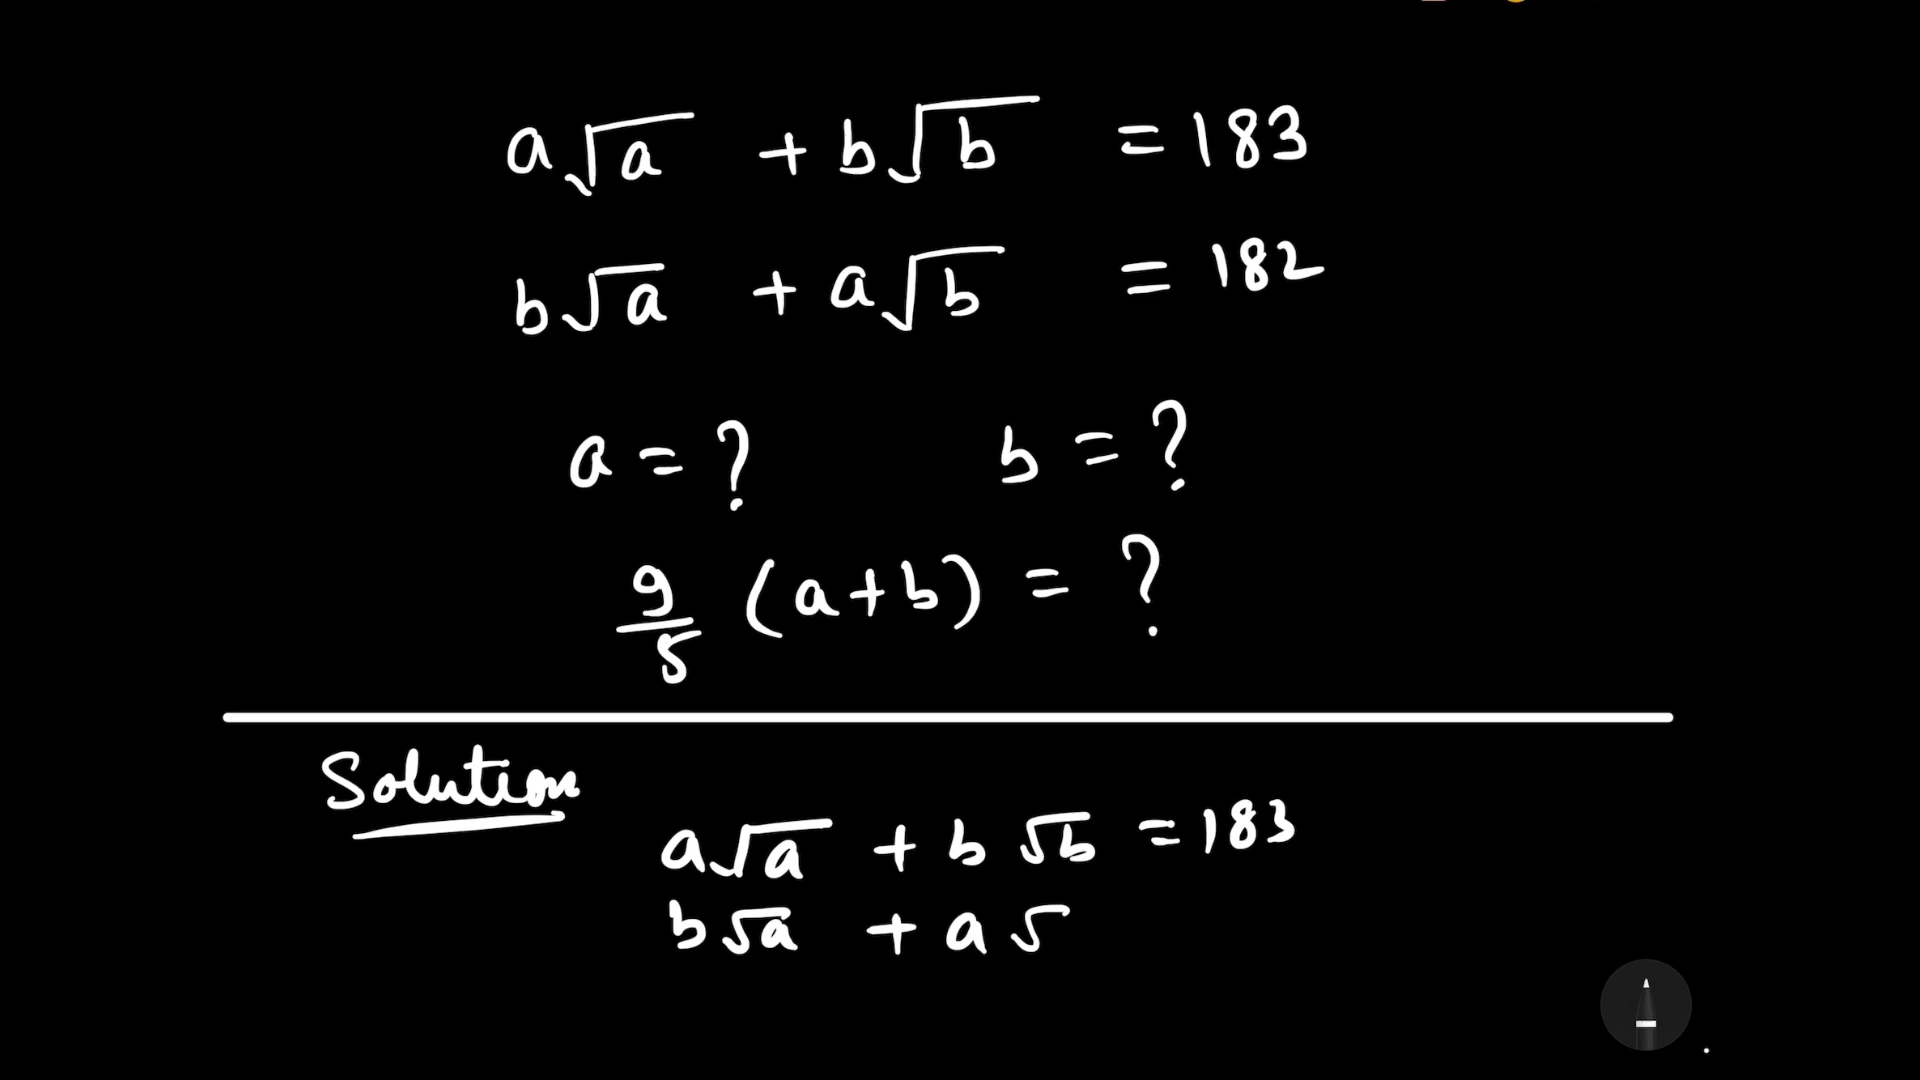 a√a + b√b = 183
b√a + a√b = 182
a = ? b = ?
9/5 (a+b) = ?
Solution
a√a + b√b = 183
b√a + a√